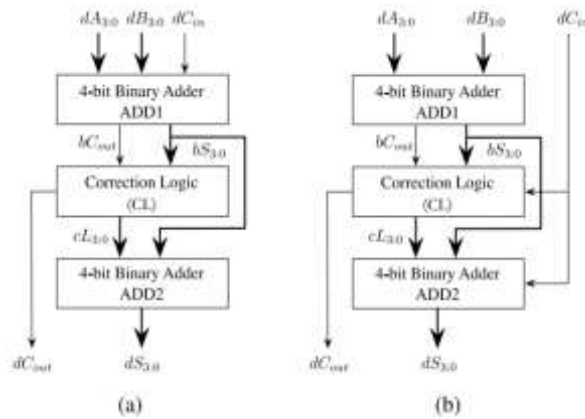 dA3:0 dB3:0 dCin
4-bit Binary Adder
ADD1
bCout bS3:0
Correction Logic
(CL)
cL3:0
4-bit Binary Adder
ADD2
dCout dS3:0
(a)
dA3:0 dB3:0 dCin
4-bit Binary Adder
ADD1
bCout bS3:0
Correction Logic
(CL)
cL3:0
4-bit Binary Adder
ADD2
dCout dS3:0
(b)